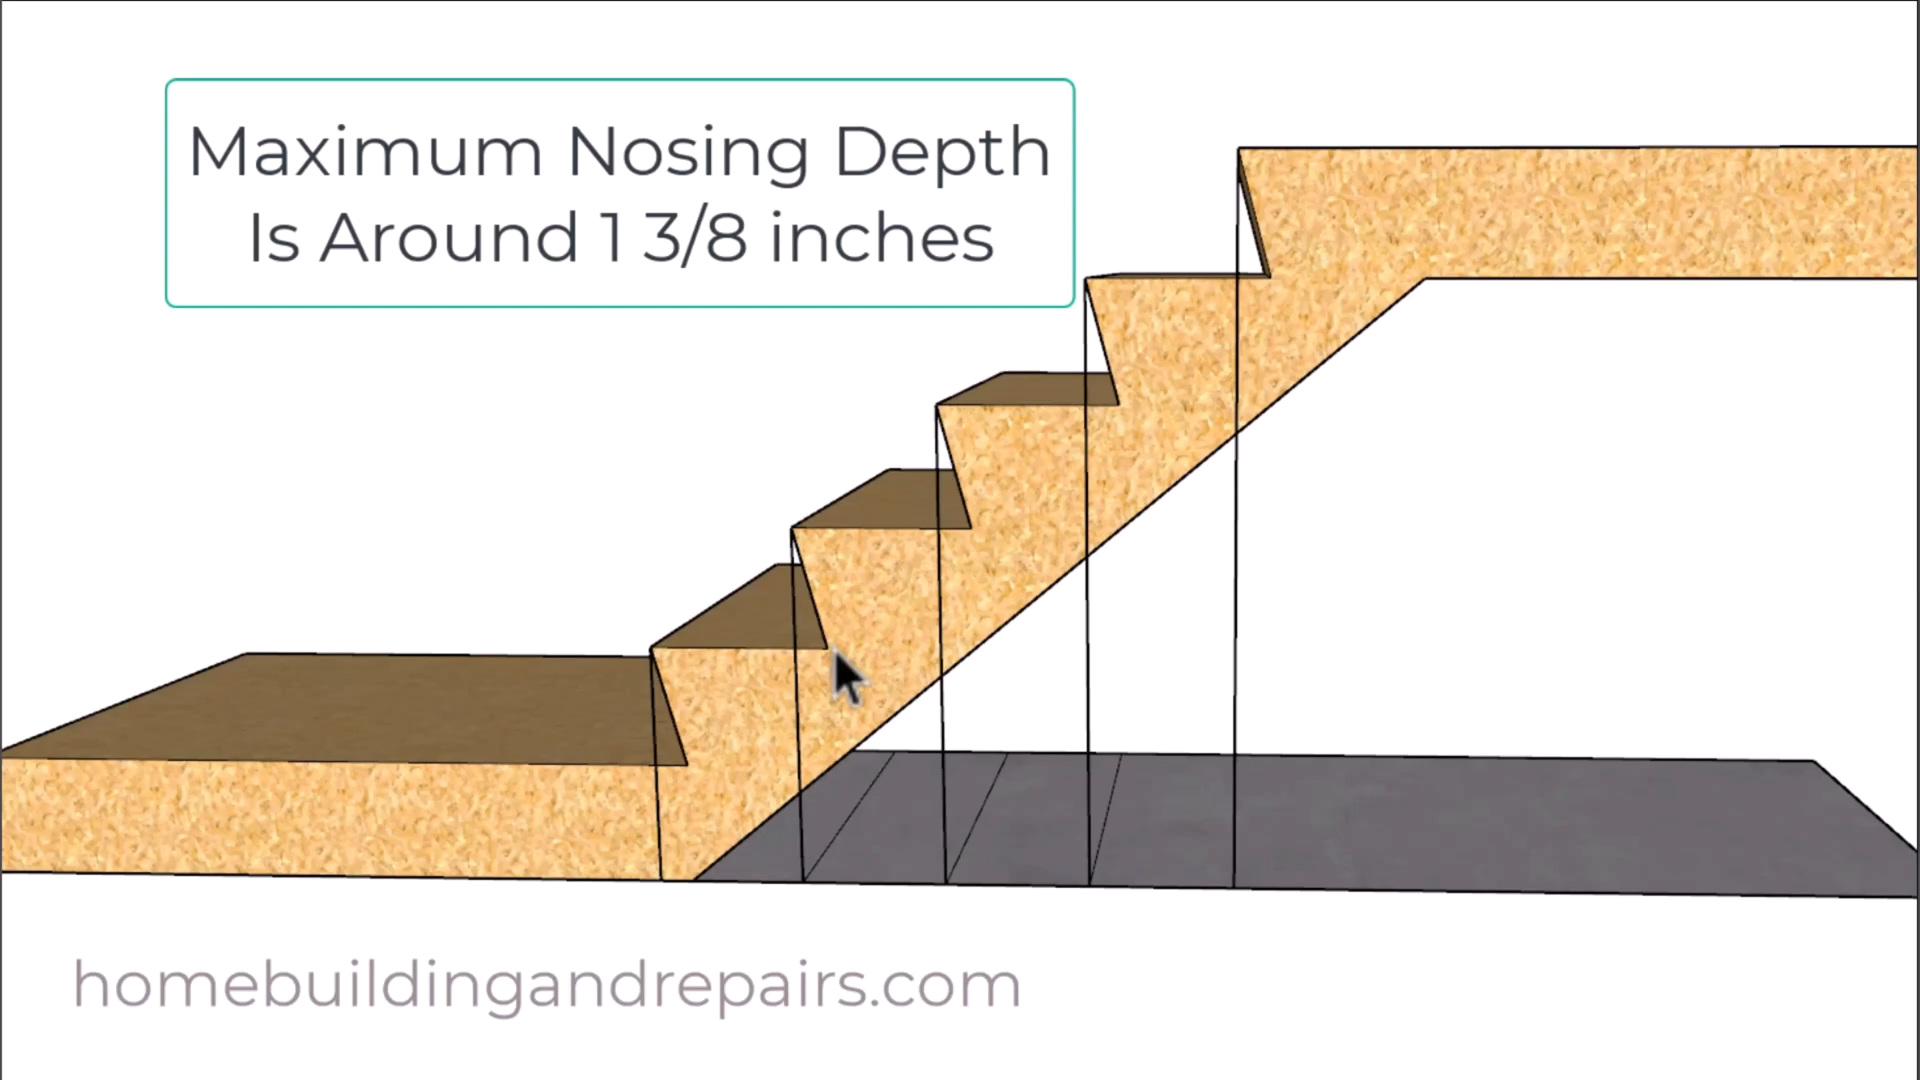 Maximum Nosing Depth
Is Around 1 3/8 inches
homebuildingandrepairs.com